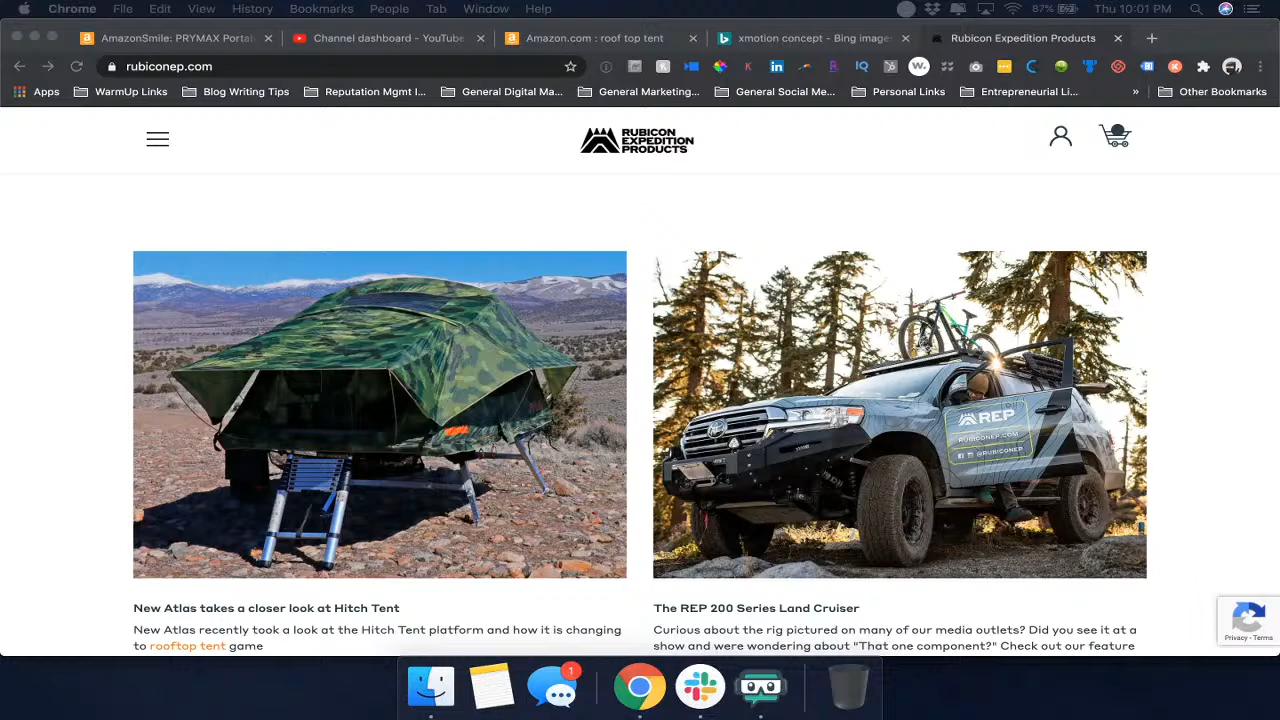 Chrome File Edit View History Bookmarks People Tab Window Help 87% Thu 10:01 PM
AmazonSmile: PRYMAX Portal Channel dashboard - YouTube Amazon.com : roof top tent xmotion concept - Bing images Rubicon Expedition Products
rubiconep.com
Apps WarmUp Links Blog Writing Tips Reputation Mgmt I... General Digital Ma... General Marketing... General Social Me... Personal Links Entrepreneurial Li... » Other Bookmarks
RUBICON
EXPEDITION
PRODUCTS
REP
RUBICONEP.COM
@RUBICONEP
New Atlas takes a closer look at Hitch Tent
New Atlas recently took a look at the Hitch Tent platform and how it is changing
to rooftop tent game
The REP 200 Series Land Cruiser
Curious about the rig pictured on many of our media outlets? Did you see it at a
show and were wondering about "That one component?" Check out our feature
Privacy - Terms
1